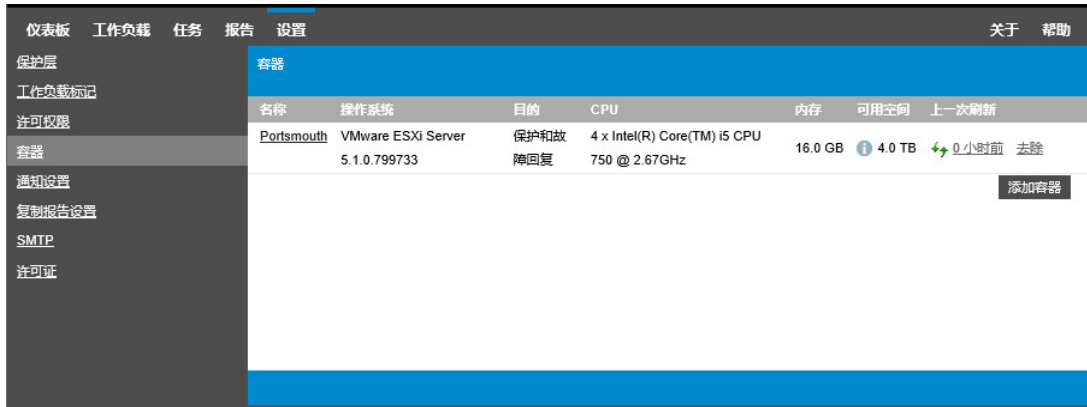 仪表板 工作负载 任务 报告 设置 关于 帮助
保护层
工作负载标记
许可权限
容器
通知设置
复制报告设置
SMTP
许可证
容器
名称 操作系统 目的 CPU 内存 可用空间 上一次刷新
Portsmouth VMware ESXi Server 保护和故 4 x Intel(R) Core(TM) i5 CPU 16.0 GB 4.0 TB 0 小时前 去除
5.1.0.799733 障回复 750 @ 2.67GHz
添加容器